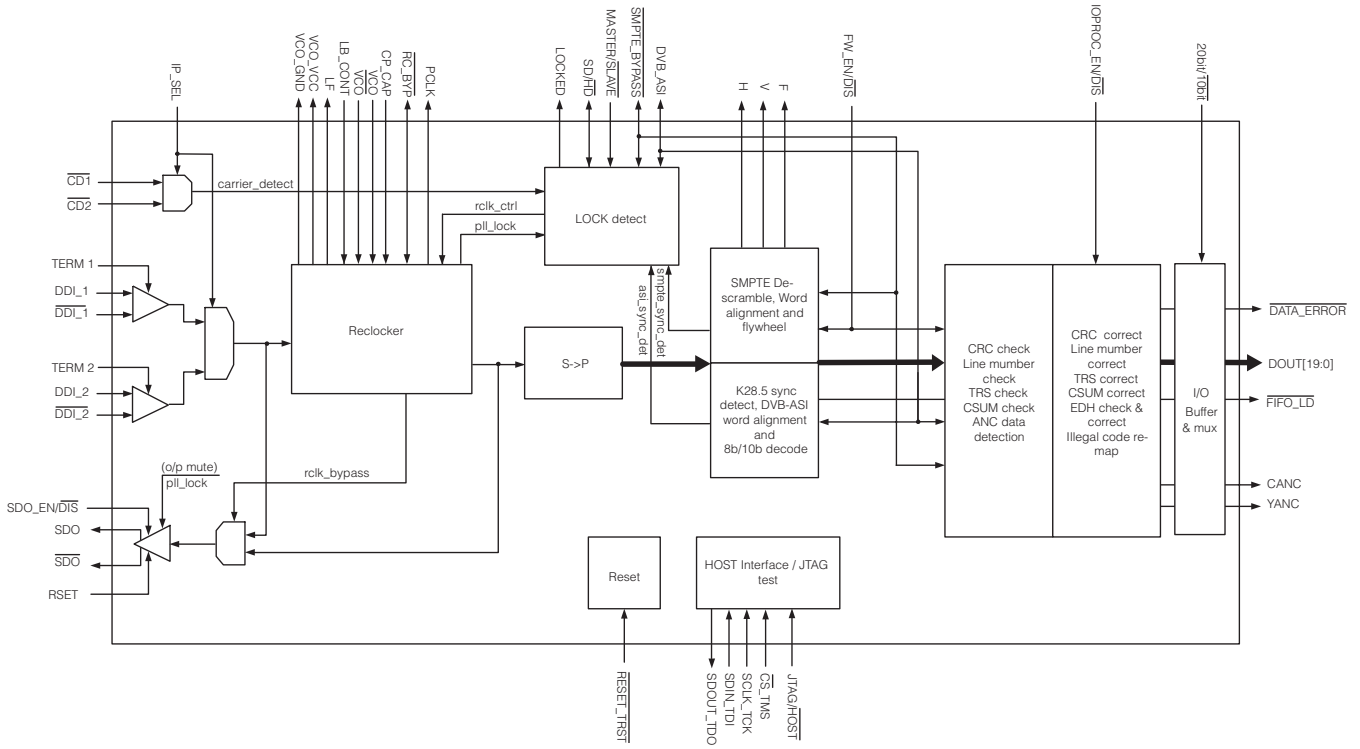 IP_SEL
VCO_GND
VCO_VCC
LF
LB_CONT
VCO
VCO
CP_CAP
RC_BYP
PCLK
LOCKED
SD/HD
MASTER/SLAVE
SMPTE_BYPASS
DVB_ASI
H
V
F
FW_EN/DIS
IOPROC_EN/DIS
20bit/10bit
CD1
CD2
carrier_detect
rclk_ctrl
pll_lock
LOCK detect
TERM 1
DDI_1
DDI_1
TERM 2
DDI_2
DDI_2
Reclocker
S->P
asi_sync_det
smpte_sync_det
SMPTE De-
scramble, Word
alignment and
flywheel
K28.5 sync
detect, DVB-ASI
word alignment
and
8b/10b decode
CRC check
Line mumber
check
TRS check
CSUM check
ANC data
detection
CRC correct
Line mumber
correct
TRS correct
CSUM correct
EDH check &
correct
Illegal code re-
map
I/O
Buffer
& mux
DATA_ERROR
DOUT[19:0]
FIFO_LD
CANC
YANC
rclk_bypass
(o/p mute)
pll_lock
SDO_EN/DIS
SDO
SDO
RSET
Reset
HOST Interface / JTAG
test
RESET_TRST
SDOUT_TDO
SDIN_TDI
SCLK_TCK
CS_TMS
JTAG/HOST